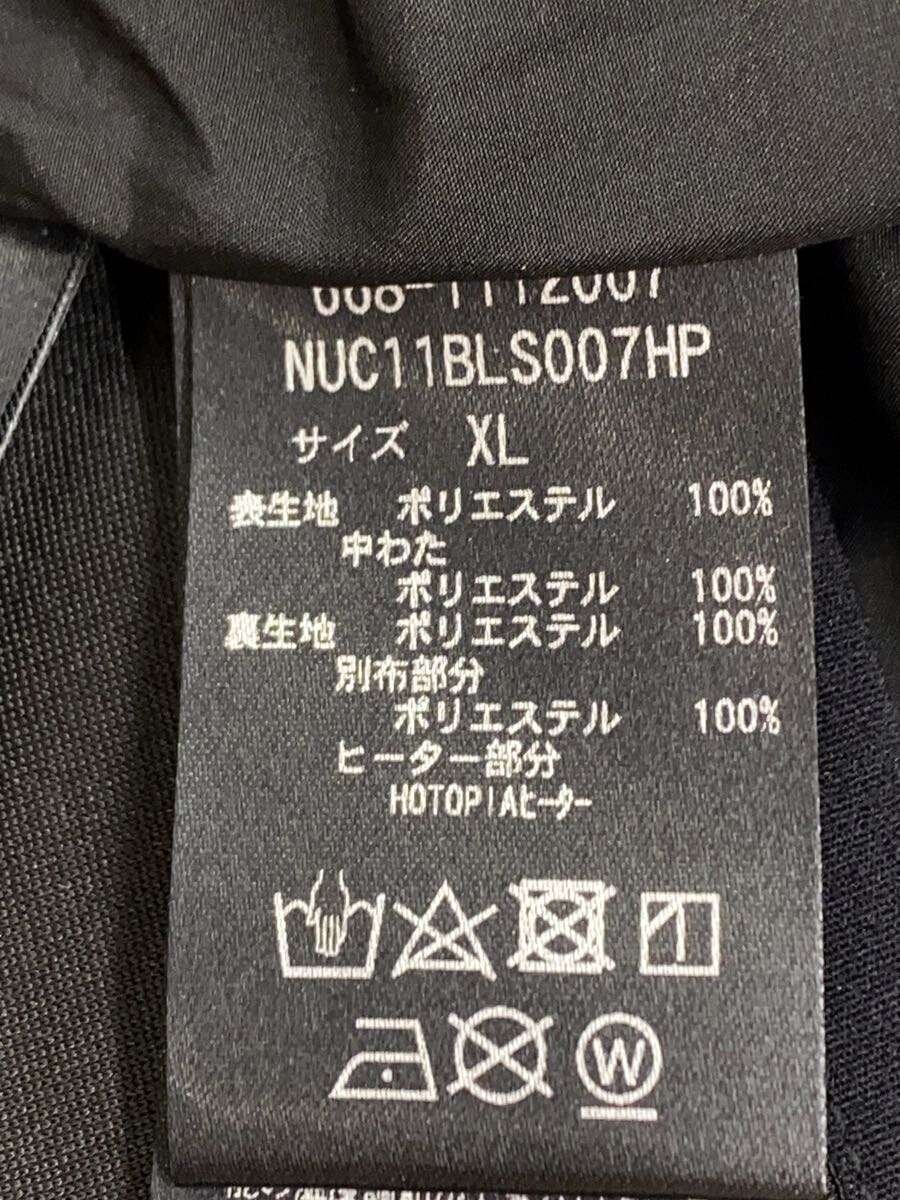 008-1112007
NUC11BLS007HP
サイズ XL
表生地 ポリエステル 100%
中わた
ポリエステル 100%
裏生地 ポリエステル 100%
別布部分
ポリエステル 100%
ヒーター部分
HOTOPIAヒーター
W